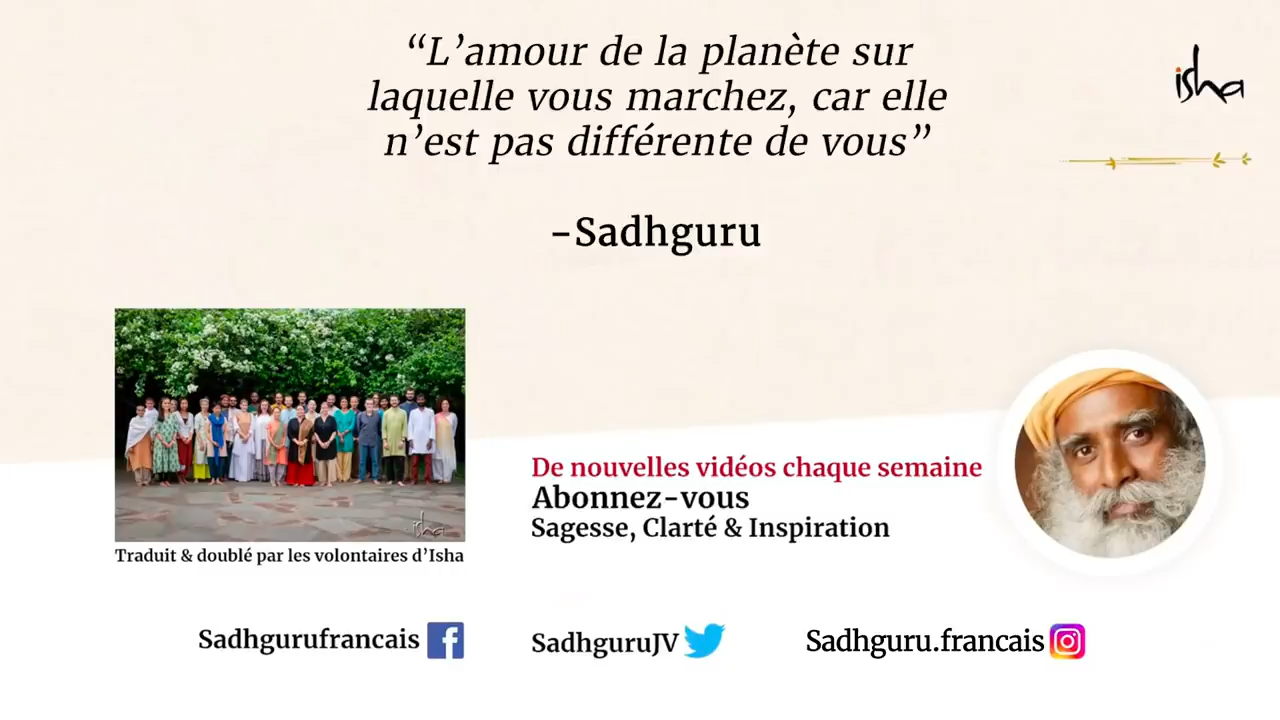 “L’amour de la planète sur
laquelle vous marchez, car elle
n’est pas différente de vous”
isha
–Sadhguru
isha
Traduit & doublé par les volontaires d’Isha
De nouvelles vidéos chaque semaine
Abonnez-vous
Sagesse, Clarté & Inspiration
Sadhgurufrancais
SadhguruJV
Sadhguru.francais